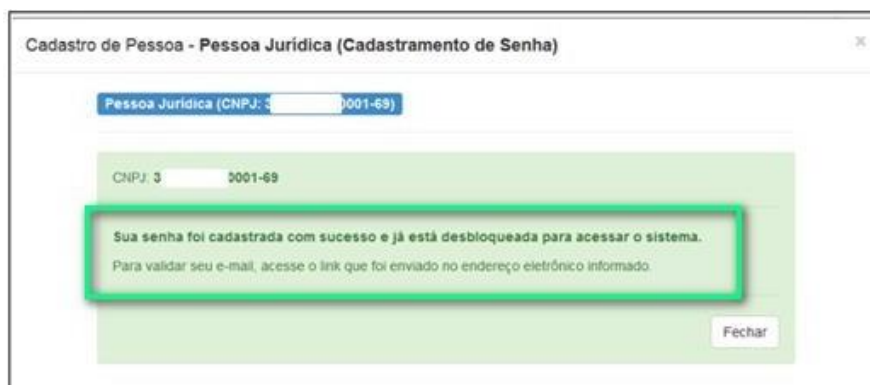 Cadastro de Pessoa - Pessoa Jurídica (Cadastramento de Senha) ×
Pessoa Jurídica (CNPJ: 3 0001-69)
CNPJ: 3 0001-69
Sua senha foi cadastrada com sucesso e já está desbloqueada para acessar o sistema.
Para validar seu e-mail, acesse o link que foi enviado no endereço eletrônico informado.
Fechar